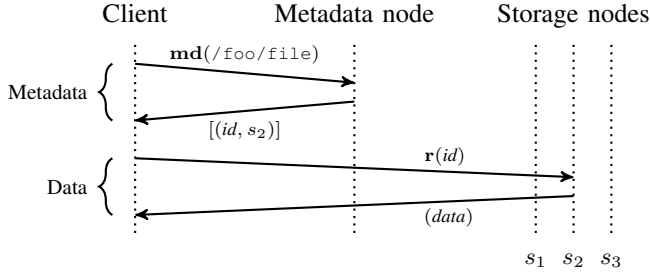 Client Metadata node Storage nodes
md(/foo/file)
Metadata
[(id, s₂)]
r(id)
Data
(data)
s₁ s₂ s₃